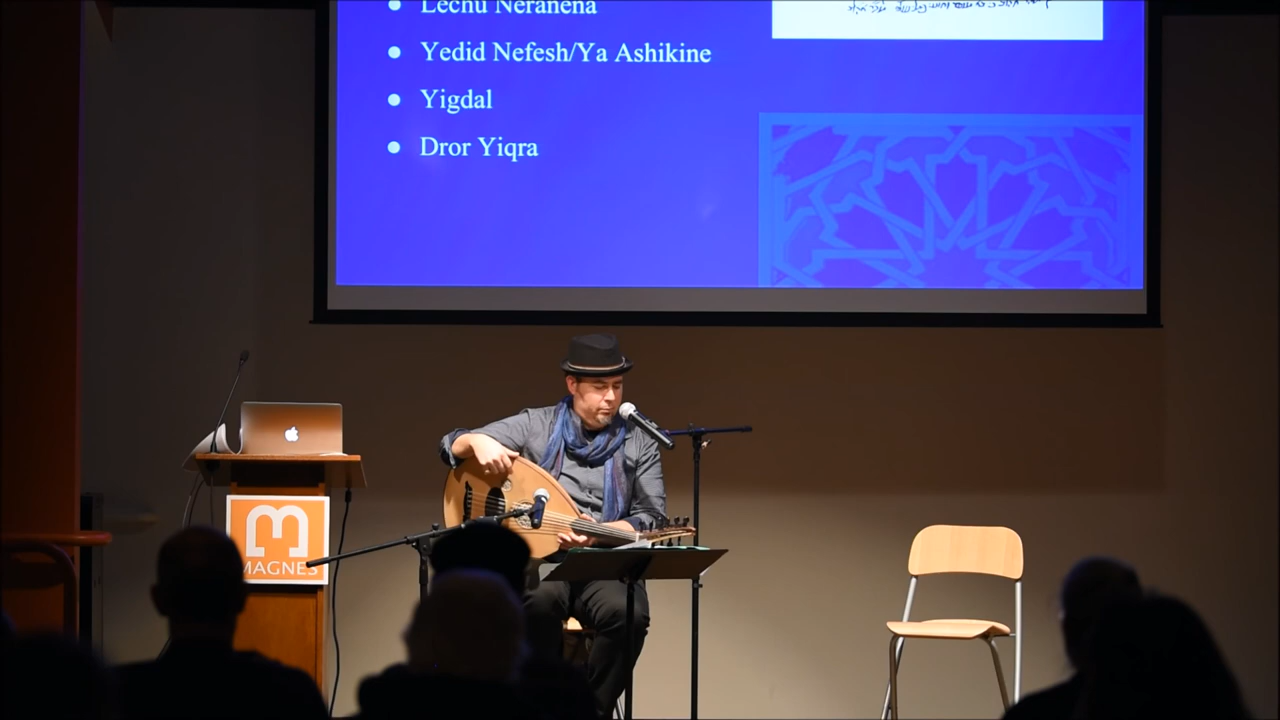 Lechu Neranena
Yedid Nefesh/Ya Ashikine
Yigdal
Dror Yiqra
MAGNES